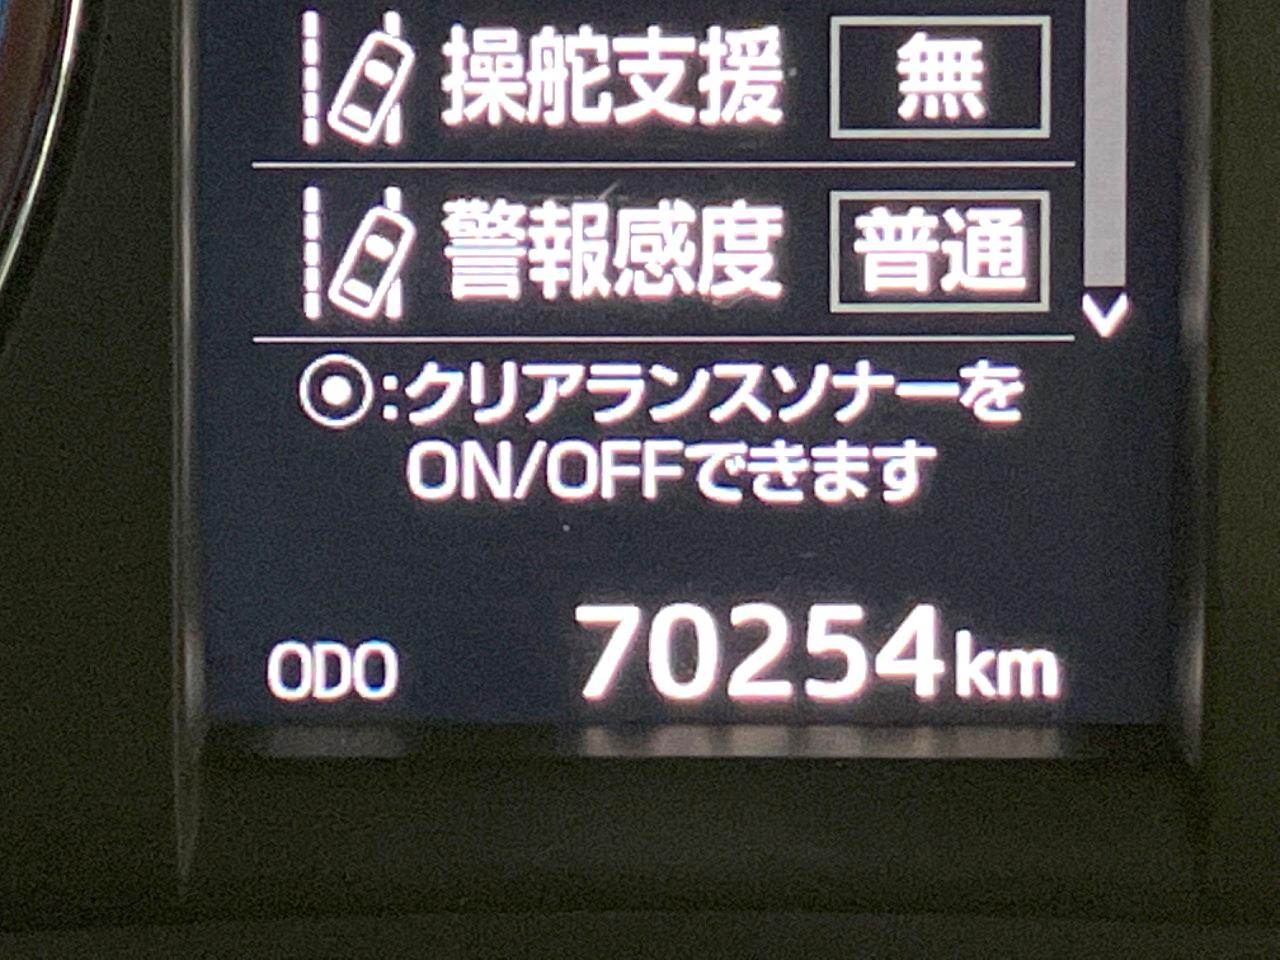 操舵支援 無
警報感度 普通
⦿:クリアランスソナーを
ON/OFFできます
ODO 70254km